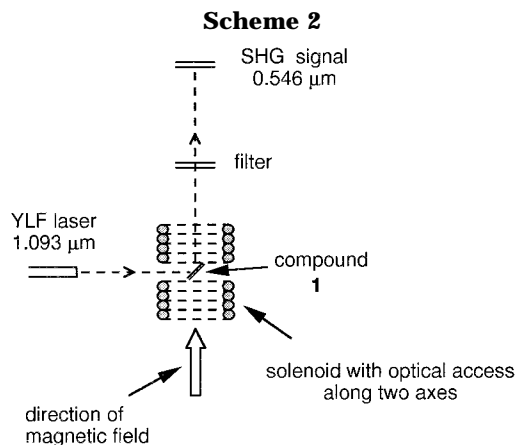 Scheme 2
SHG signal
0.546 μm
filter
YLF laser
1.093 μm
compound
1
solenoid with optical access
along two axes
direction of
magnetic field